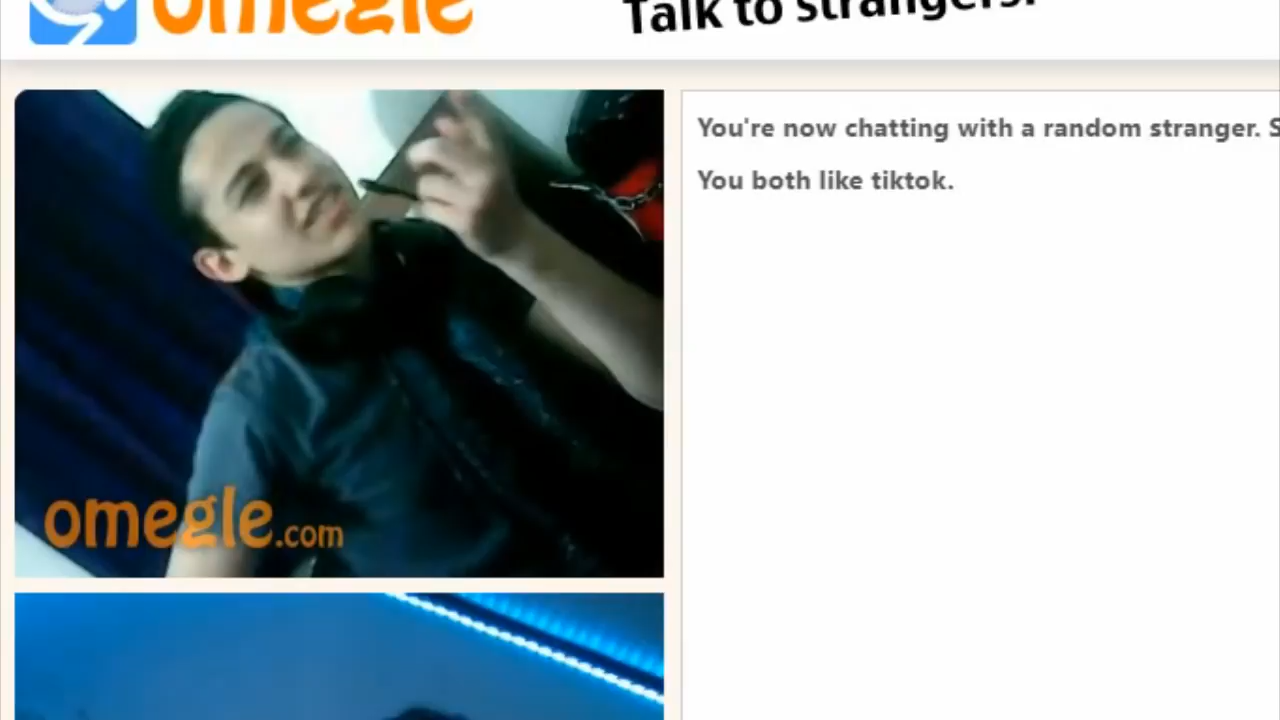 omegle
Talk to strangers!
You're now chatting with a random stranger. S
You both like tiktok.
omegle.com